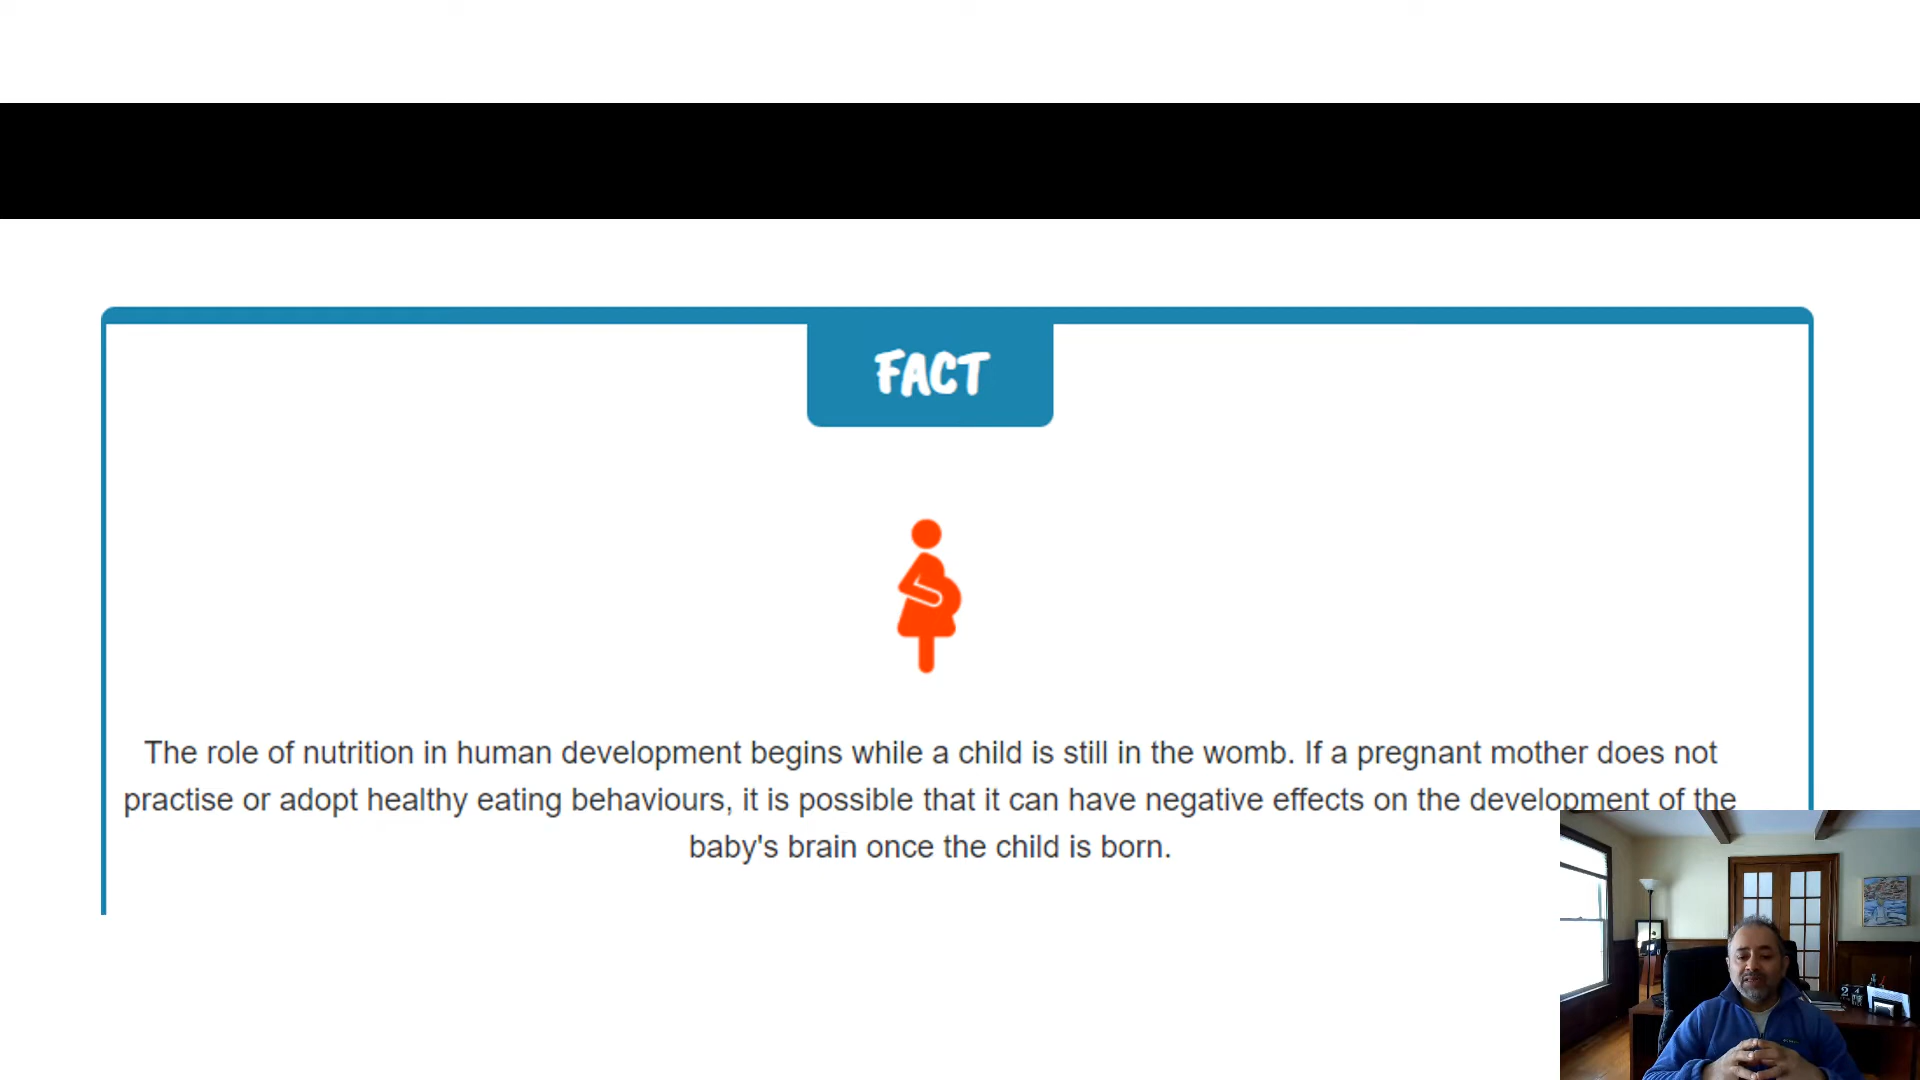 FACT
The role of nutrition in human development begins while a child is still in the womb. If a pregnant mother does not
practise or adopt healthy eating behaviours, it is possible that it can have negative effects on the development of the
baby's brain once the child is born.